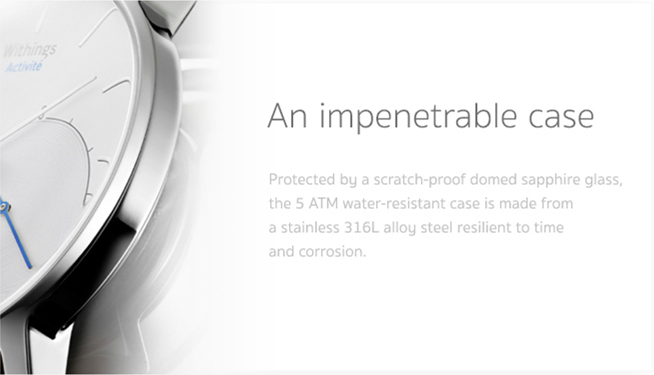 Withings
Activité
An impenetrable case
Protected by a scratch-proof domed sapphire glass,
the 5 ATM water-resistant case is made from
a stainless 316L alloy steel resilient to time
and corrosion.